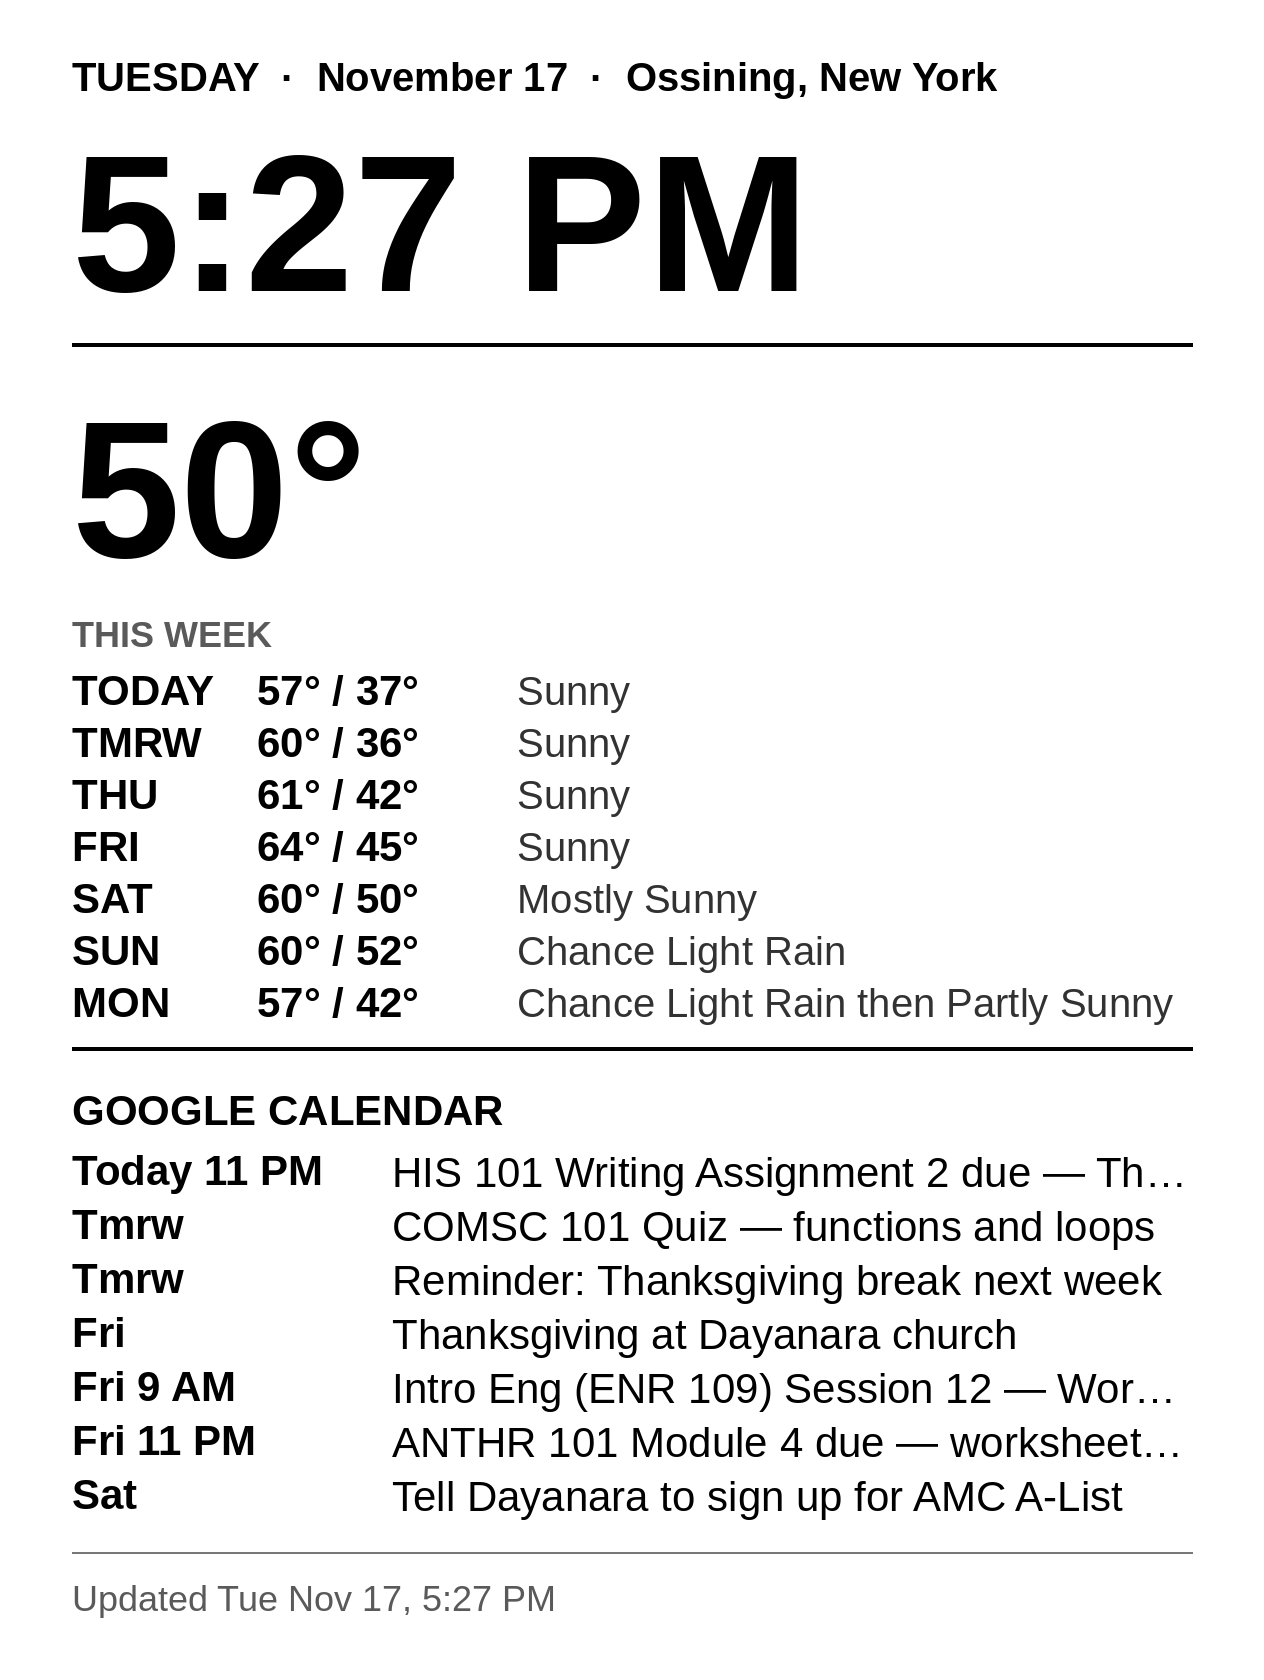 TUESDAY · November 17 · Ossining, New York
5:27 PM
50°
THIS WEEK
TODAY 57° / 37° Sunny
TMRW 60° / 36° Sunny
THU 61° / 42° Sunny
FRI 64° / 45° Sunny
SAT 60° / 50° Mostly Sunny
SUN 60° / 52° Chance Light Rain
MON 57° / 42° Chance Light Rain then Partly Sunny
GOOGLE CALENDAR
Today 11 PM HIS 101 Writing Assignment 2 due — Th…
Tmrw COMSC 101 Quiz — functions and loops
Tmrw Reminder: Thanksgiving break next week
Fri Thanksgiving at Dayanara church
Fri 9 AM Intro Eng (ENR 109) Session 12 — Wor…
Fri 11 PM ANTHR 101 Module 4 due — worksheet…
Sat Tell Dayanara to sign up for AMC A-List
Updated Tue Nov 17, 5:27 PM